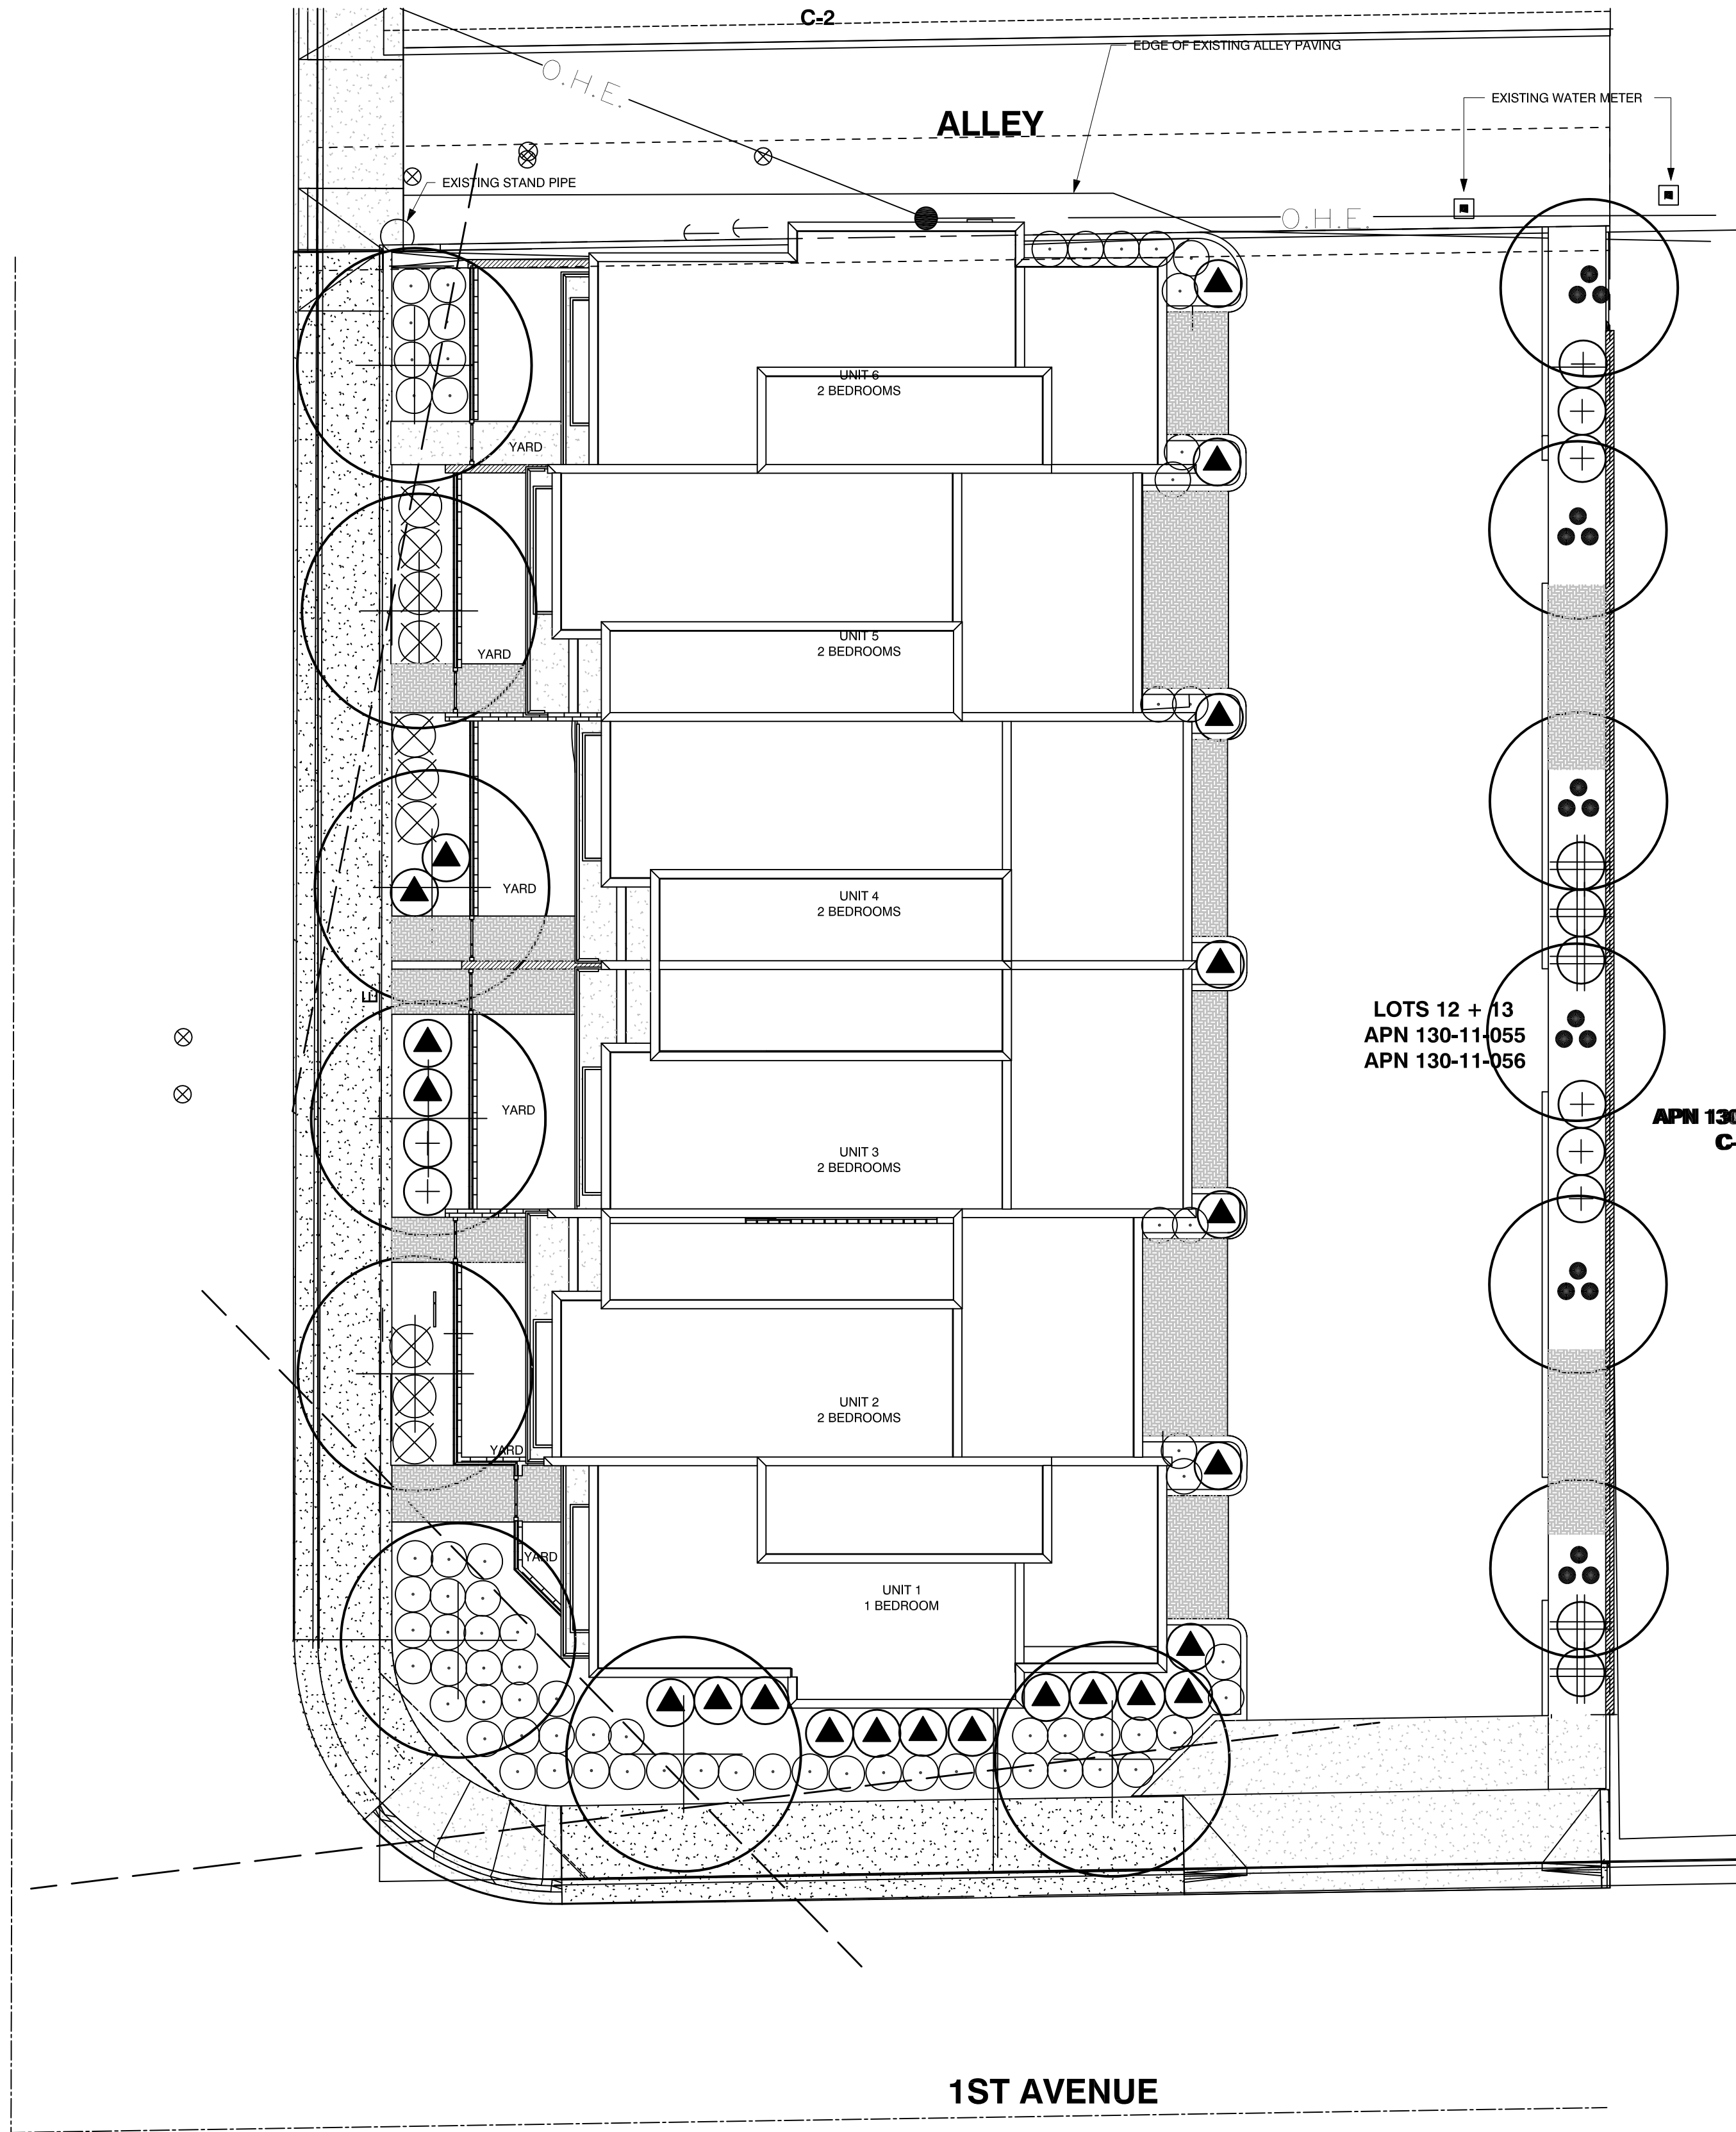 C-2
EDGE OF EXISTING ALLEY PAVING
O.H.E.
EXISTING WATER METER
ALLEY
EXISTING STAND PIPE
O.H.E.
UNIT 6
2 BEDROOMS
YARD
UNIT 5
2 BEDROOMS
YARD
YARD
UNIT 4
2 BEDROOMS
LOTS 12 + 13
APN 130-11-055
APN 130-11-056
YARD
APN 130
C-
UNIT 3
2 BEDROOMS
UNIT 2
2 BEDROOMS
YARD
YARD
UNIT 1
1 BEDROOM
1ST AVENUE